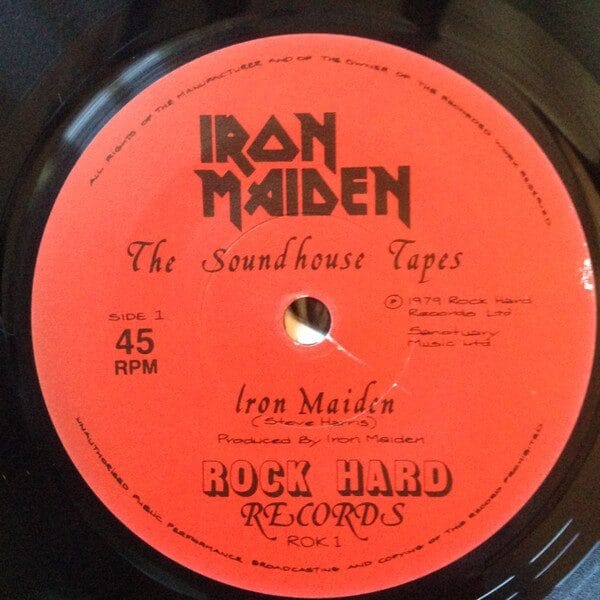 ALL RIGHTS OF THE MANUFACTURER AND OF THE OWNER OF THE RECORDED WORK RESERVED
IRON
MAIDEN
The Soundhouse Tapes
SIDE 1
45
RPM
℗ 1979 Rock Hard
Records Ltd
Sanctuary
Music Ltd.
Iron Maiden
(Steve Harris)
Produced By Iron Maiden
ROCK HARD
RECORDS
ROK 1
UNAUTHORISED PUBLIC PERFORMANCE BROADCASTING AND COPYING OF THE RECORD PROHIBITED